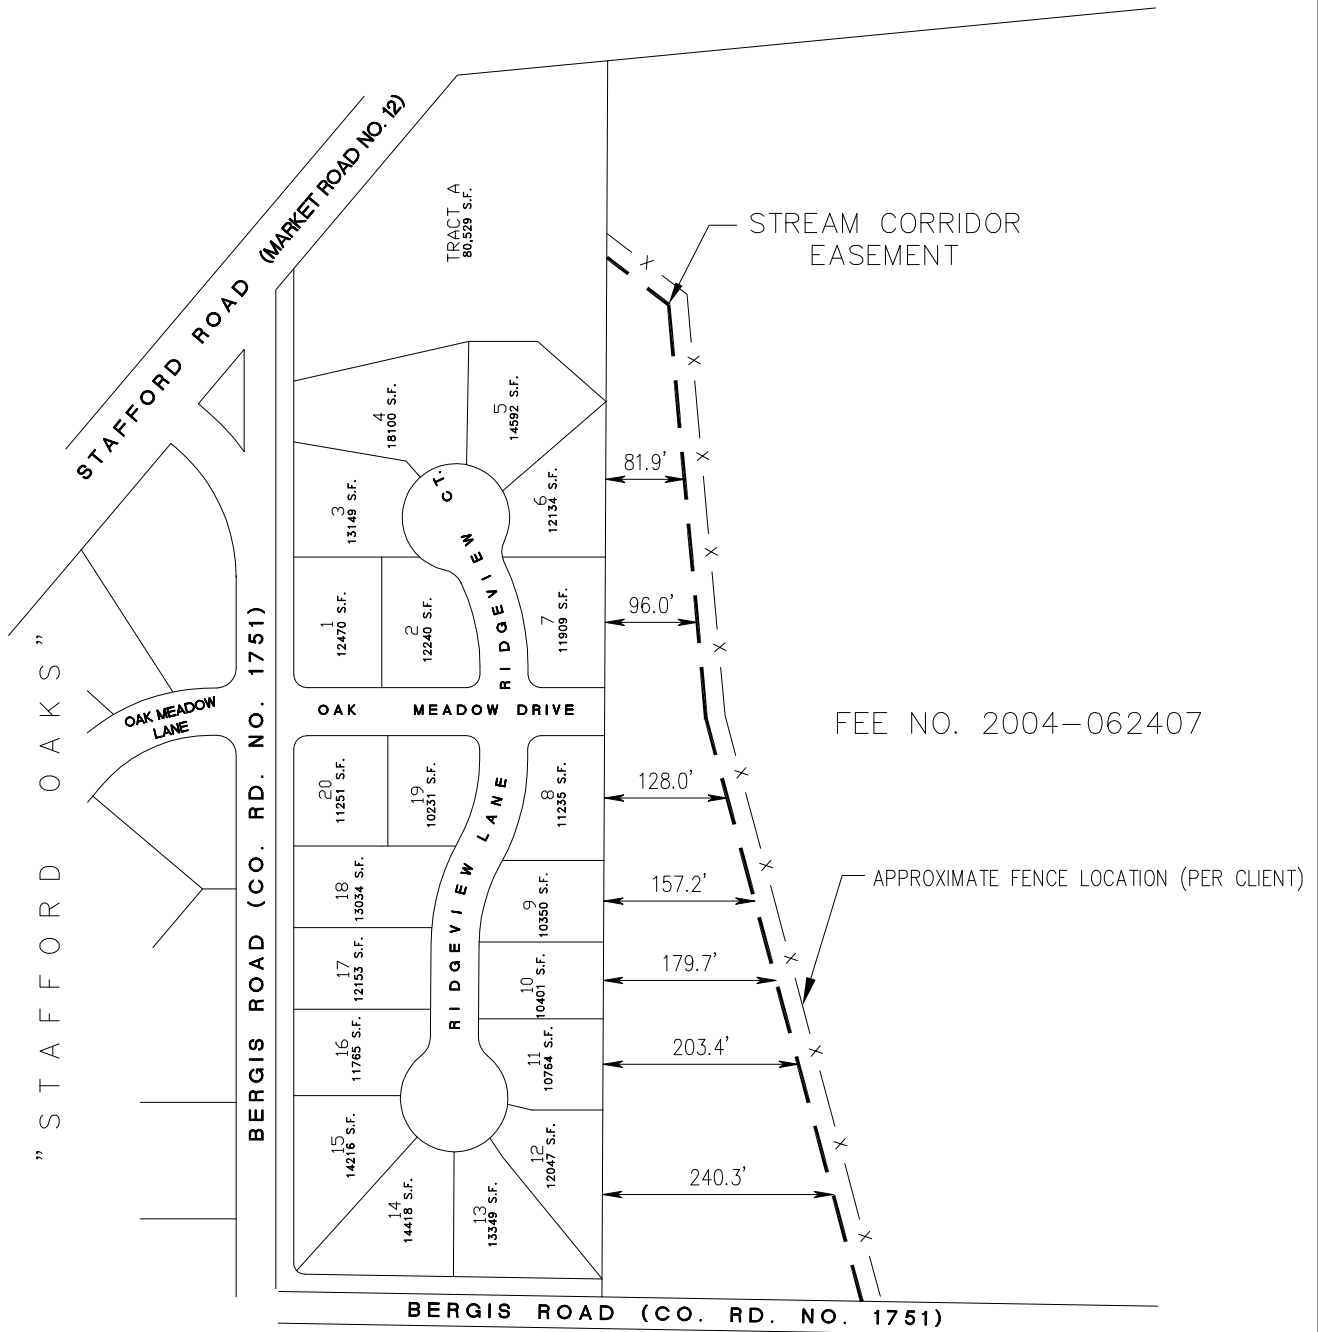 STAFFORD ROAD (MARKET ROAD NO. 12)
TRACT A
80,529 S.F.
STREAM CORRIDOR
EASEMENT
4
18100 S.F.
5
14592 S.F.
3
13149 S.F.
6
12134 S.F.
RIDGEVIEW CT.
81.9'
1
12470 S.F.
2
12240 S.F.
7
11909 S.F.
96.0'
"STAFFORD OAKS"
OAK MEADOW
LANE
BERGIS ROAD (CO. RD. NO. 1751)
OAK MEADOW DRIVE
FEE NO. 2004-062407
20
11251 S.F.
19
10231 S.F.
8
11235 S.F.
128.0'
RIDGEVIEW LANE
18
13034 S.F.
9
10350 S.F.
157.2'
APPROXIMATE FENCE LOCATION (PER CLIENT)
17
12153 S.F.
10
10401 S.F.
179.7'
16
11765 S.F.
11
10764 S.F.
203.4'
15
14216 S.F.
12
12047 S.F.
240.3'
14
14418 S.F.
13
13349 S.F.
BERGIS ROAD (CO. RD. NO. 1751)